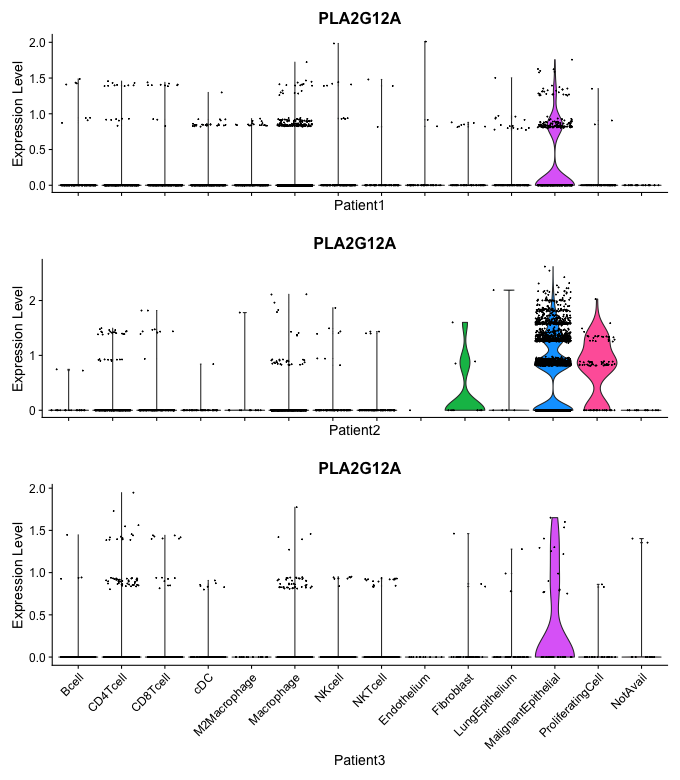 PLA2G12A
Expression Level
2.0
1.5
1.0
0.5
0.0
Patient1
PLA2G12A
Expression Level
2
1
0
Patient2
PLA2G12A
Expression Level
2.0
1.5
1.0
0.5
0.0
Bcell
CD4Tcell
CD8Tcell
cDC
M2Macrophage
Macrophage
NKcell
NKTcell
Endothelium
Fibroblast
LungEpithelium
MalignantEpithelial
ProliferatingCell
NotAvail
Patient3